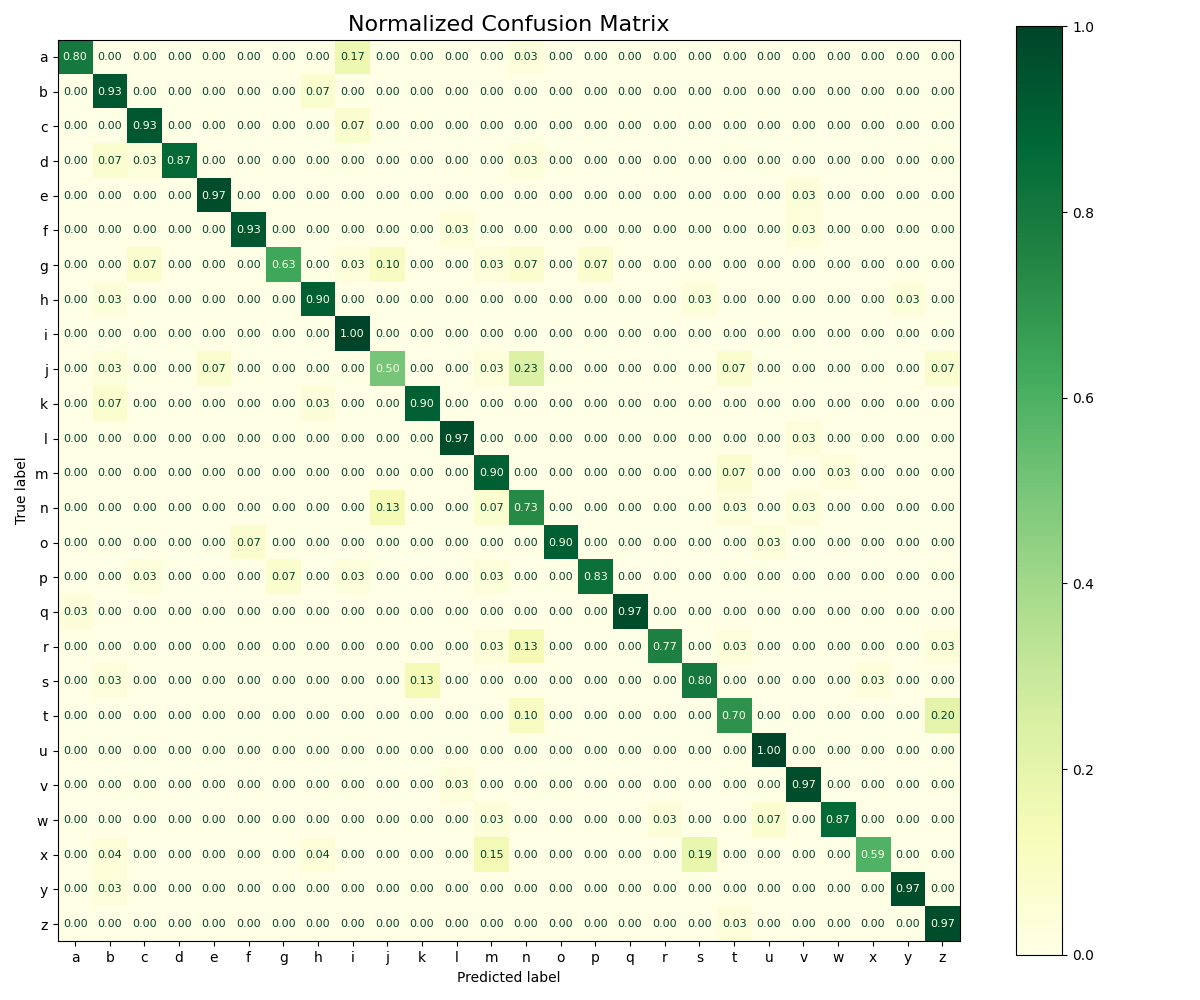 Normalized Confusion Matrix
True label
a 0.80 0.00 0.00 0.00 0.00 0.00 0.00 0.00 0.17 0.00 0.00 0.00 0.00 0.03 0.00 0.00 0.00 0.00 0.00 0.00 0.00 0.00 0.00 0.00 0.00 0.00
b 0.00 0.93 0.00 0.00 0.00 0.00 0.00 0.07 0.00 0.00 0.00 0.00 0.00 0.00 0.00 0.00 0.00 0.00 0.00 0.00 0.00 0.00 0.00 0.00 0.00 0.00
c 0.00 0.00 0.93 0.00 0.00 0.00 0.00 0.00 0.07 0.00 0.00 0.00 0.00 0.00 0.00 0.00 0.00 0.00 0.00 0.00 0.00 0.00 0.00 0.00 0.00 0.00
d 0.00 0.07 0.03 0.87 0.00 0.00 0.00 0.00 0.00 0.00 0.00 0.00 0.00 0.03 0.00 0.00 0.00 0.00 0.00 0.00 0.00 0.00 0.00 0.00 0.00 0.00
e 0.00 0.00 0.00 0.00 0.97 0.00 0.00 0.00 0.00 0.00 0.00 0.00 0.00 0.00 0.00 0.00 0.00 0.00 0.00 0.00 0.00 0.03 0.00 0.00 0.00 0.00
f 0.00 0.00 0.00 0.00 0.00 0.93 0.00 0.00 0.00 0.00 0.00 0.03 0.00 0.00 0.00 0.00 0.00 0.00 0.00 0.00 0.00 0.03 0.00 0.00 0.00 0.00
g 0.00 0.00 0.07 0.00 0.00 0.00 0.63 0.00 0.03 0.10 0.00 0.00 0.03 0.07 0.00 0.07 0.00 0.00 0.00 0.00 0.00 0.00 0.00 0.00 0.00 0.00
h 0.00 0.03 0.00 0.00 0.00 0.00 0.00 0.90 0.00 0.00 0.00 0.00 0.00 0.00 0.00 0.00 0.00 0.00 0.03 0.00 0.00 0.00 0.00 0.00 0.03 0.00
i 0.00 0.00 0.00 0.00 0.00 0.00 0.00 0.00 1.00 0.00 0.00 0.00 0.00 0.00 0.00 0.00 0.00 0.00 0.00 0.00 0.00 0.00 0.00 0.00 0.00 0.00
j 0.00 0.03 0.00 0.00 0.07 0.00 0.00 0.00 0.00 0.50 0.00 0.00 0.03 0.23 0.00 0.00 0.00 0.00 0.00 0.07 0.00 0.00 0.00 0.00 0.00 0.07
k 0.00 0.07 0.00 0.00 0.00 0.00 0.00 0.03 0.00 0.00 0.90 0.00 0.00 0.00 0.00 0.00 0.00 0.00 0.00 0.00 0.00 0.00 0.00 0.00 0.00 0.00
l 0.00 0.00 0.00 0.00 0.00 0.00 0.00 0.00 0.00 0.00 0.00 0.97 0.00 0.00 0.00 0.00 0.00 0.00 0.00 0.00 0.00 0.03 0.00 0.00 0.00 0.00
m 0.00 0.00 0.00 0.00 0.00 0.00 0.00 0.00 0.00 0.00 0.00 0.00 0.90 0.00 0.00 0.00 0.00 0.00 0.00 0.07 0.00 0.00 0.03 0.00 0.00 0.00
n 0.00 0.00 0.00 0.00 0.00 0.00 0.00 0.00 0.00 0.13 0.00 0.00 0.07 0.73 0.00 0.00 0.00 0.00 0.00 0.03 0.00 0.03 0.00 0.00 0.00 0.00
o 0.00 0.00 0.00 0.00 0.00 0.07 0.00 0.00 0.00 0.00 0.00 0.00 0.00 0.00 0.90 0.00 0.00 0.00 0.00 0.00 0.03 0.00 0.00 0.00 0.00 0.00
p 0.00 0.00 0.03 0.00 0.00 0.00 0.07 0.00 0.03 0.00 0.00 0.00 0.03 0.00 0.00 0.83 0.00 0.00 0.00 0.00 0.00 0.00 0.00 0.00 0.00 0.00
q 0.03 0.00 0.00 0.00 0.00 0.00 0.00 0.00 0.00 0.00 0.00 0.00 0.00 0.00 0.00 0.00 0.97 0.00 0.00 0.00 0.00 0.00 0.00 0.00 0.00 0.00
r 0.00 0.00 0.00 0.00 0.00 0.00 0.00 0.00 0.00 0.00 0.00 0.00 0.03 0.13 0.00 0.00 0.00 0.77 0.00 0.03 0.00 0.00 0.00 0.00 0.00 0.03
s 0.00 0.03 0.00 0.00 0.00 0.00 0.00 0.00 0.00 0.00 0.13 0.00 0.00 0.00 0.00 0.00 0.00 0.00 0.80 0.00 0.00 0.00 0.00 0.03 0.00 0.00
t 0.00 0.00 0.00 0.00 0.00 0.00 0.00 0.00 0.00 0.00 0.00 0.00 0.00 0.10 0.00 0.00 0.00 0.00 0.00 0.70 0.00 0.00 0.00 0.00 0.00 0.20
u 0.00 0.00 0.00 0.00 0.00 0.00 0.00 0.00 0.00 0.00 0.00 0.00 0.00 0.00 0.00 0.00 0.00 0.00 0.00 0.00 1.00 0.00 0.00 0.00 0.00 0.00
v 0.00 0.00 0.00 0.00 0.00 0.00 0.00 0.00 0.00 0.00 0.00 0.03 0.00 0.00 0.00 0.00 0.00 0.00 0.00 0.00 0.00 0.97 0.00 0.00 0.00 0.00
w 0.00 0.00 0.00 0.00 0.00 0.00 0.00 0.00 0.00 0.00 0.00 0.00 0.03 0.00 0.00 0.00 0.00 0.03 0.00 0.00 0.07 0.00 0.87 0.00 0.00 0.00
x 0.00 0.04 0.00 0.00 0.00 0.00 0.00 0.04 0.00 0.00 0.00 0.00 0.15 0.00 0.00 0.00 0.00 0.00 0.19 0.00 0.00 0.00 0.00 0.59 0.00 0.00
y 0.00 0.03 0.00 0.00 0.00 0.00 0.00 0.00 0.00 0.00 0.00 0.00 0.00 0.00 0.00 0.00 0.00 0.00 0.00 0.00 0.00 0.00 0.00 0.00 0.97 0.00
z 0.00 0.00 0.00 0.00 0.00 0.00 0.00 0.00 0.00 0.00 0.00 0.00 0.00 0.00 0.00 0.00 0.00 0.00 0.00 0.03 0.00 0.00 0.00 0.00 0.00 0.97
a b c d e f g h i j k l m n o p q r s t u v w x y z
Predicted label
1.0
0.8
0.6
0.4
0.2
0.0